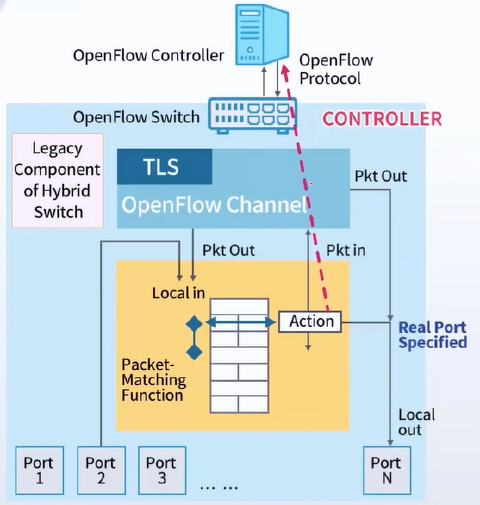 OpenFlow Controller
OpenFlow
Protocol
OpenFlow Switch
CONTROLLER
Legacy
Component
of Hybrid
Switch
TLS
OpenFlow Channel
Pkt Out
Pkt Out
Pkt in
Local in
Action
Real Port
Specified
Packet-
Matching
Function
Local
out
Port
1
Port
2
Port
3
... ...
Port
N